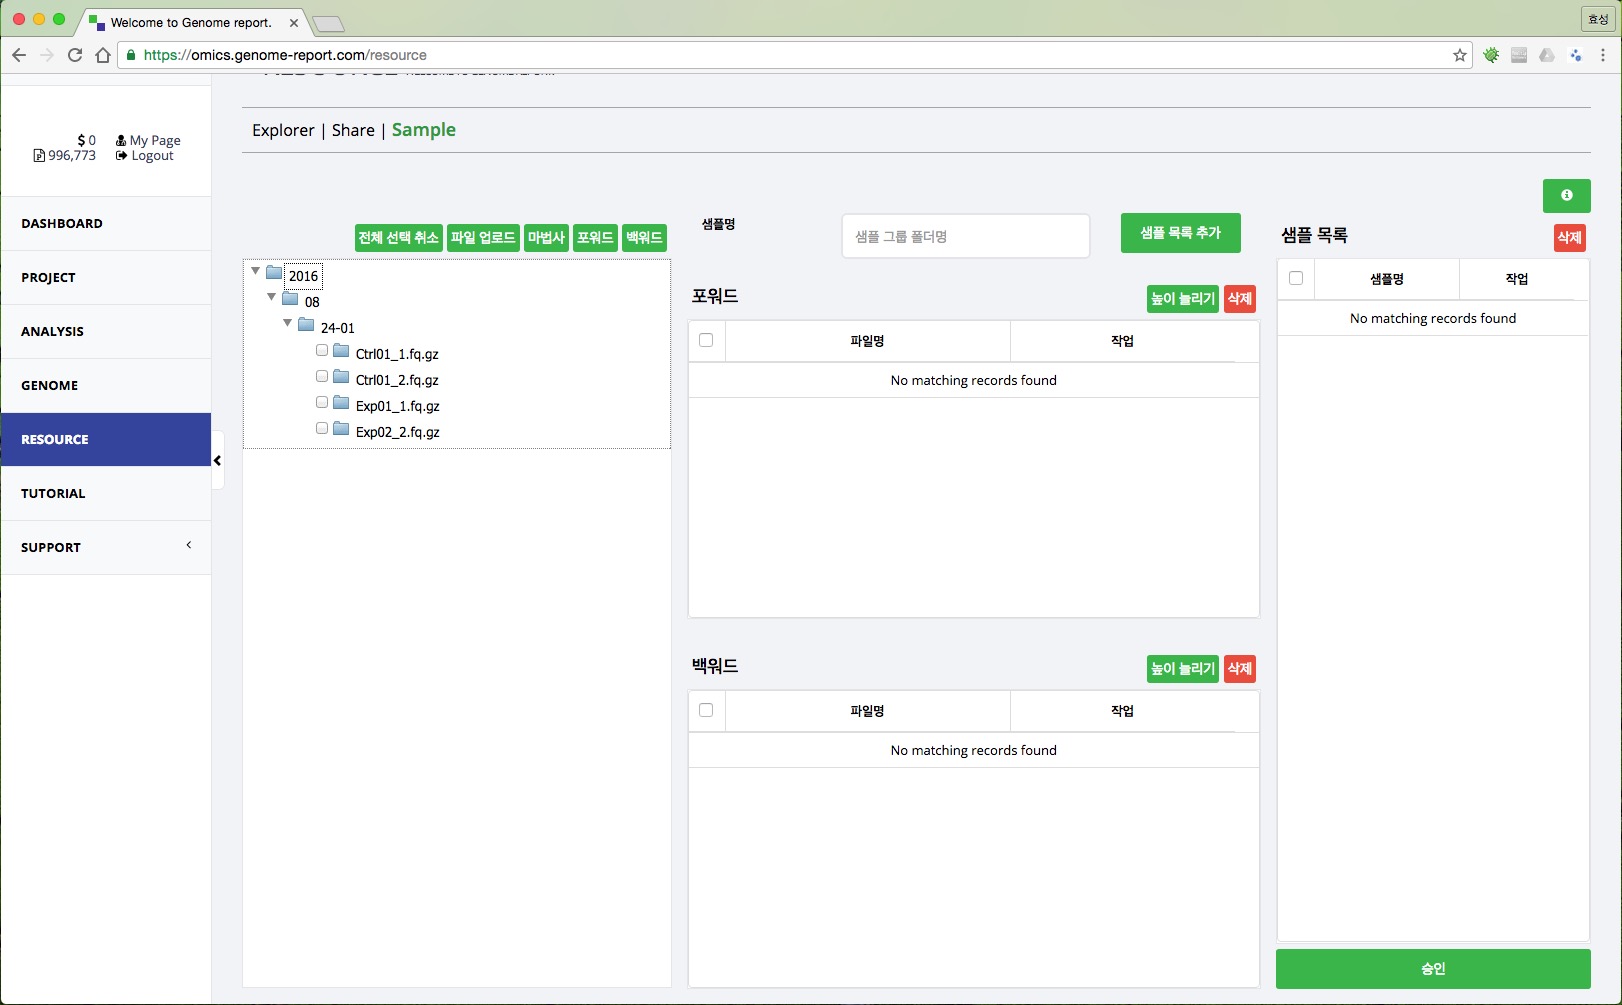 Welcome to Genome report.
효성
https://omics.genome-report.com/resource
$ 0 My Page
996,773 Logout
DASHBOARD
PROJECT
ANALYSIS
GENOME
RESOURCE
TUTORIAL
SUPPORT
Explorer | Share | Sample
전체 선택 취소 파일 업로드 마법사 포워드 백워드
2016
08
24-01
Ctrl01_1.fq.gz
Ctrl01_2.fq.gz
Exp01_1.fq.gz
Exp02_2.fq.gz
샘플명 샘플 그룹 폴더명 샘플 목록 추가
포워드 높이 늘리기 삭제
파일명 작업
No matching records found
백워드 높이 늘리기 삭제
파일명 작업
No matching records found
샘플 목록 삭제
샘플명 작업
No matching records found
승인